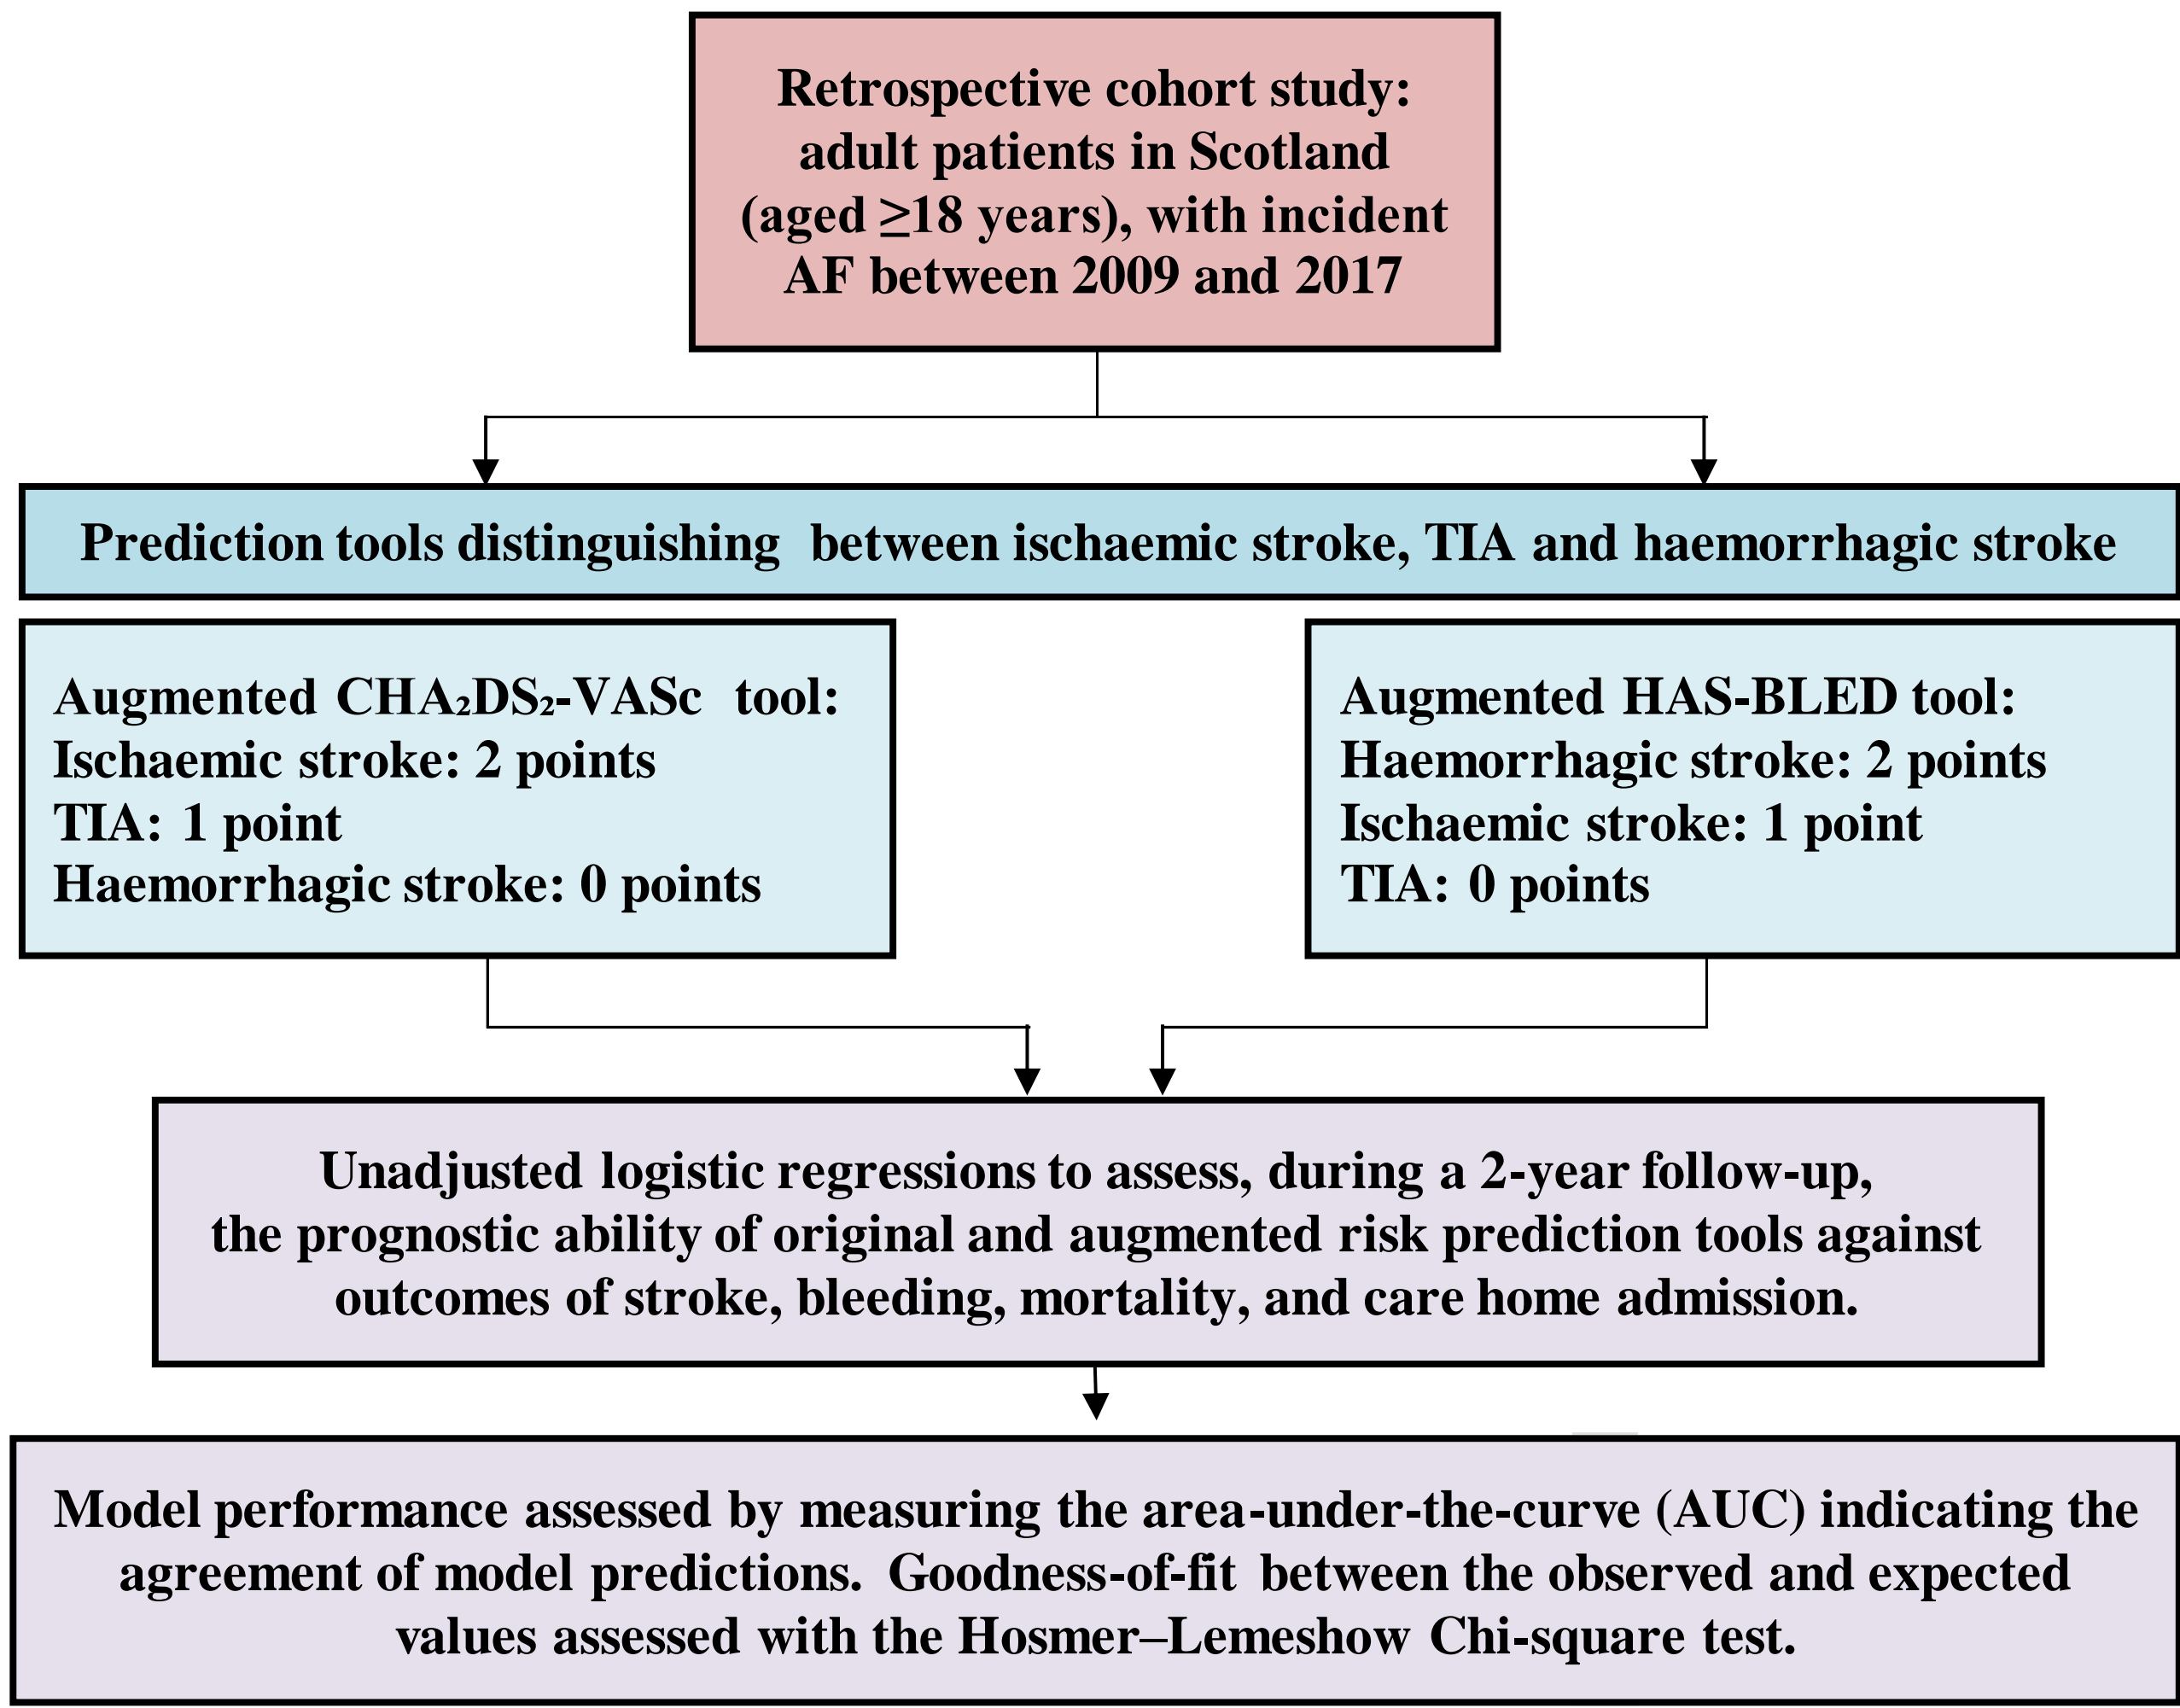 Retrospective cohort study:
adult patients in Scotland
(aged ≥18 years), with incident
AF between 2009 and 2017
Prediction tools distinguishing between ischaemic stroke, TIA and haemorrhagic stroke
Augmented CHA₂DS₂-VASc tool:
Ischaemic stroke: 2 points
TIA: 1 point
Haemorrhagic stroke: 0 points
Augmented HAS-BLED tool:
Haemorrhagic stroke: 2 points
Ischaemic stroke: 1 point
TIA: 0 points
Unadjusted logistic regressions to assess, during a 2-year follow-up,
the prognostic ability of original and augmented risk prediction tools against
outcomes of stroke, bleeding, mortality, and care home admission.
Model performance assessed by measuring the area-under-the-curve (AUC) indicating the
agreement of model predictions. Goodness-of-fit between the observed and expected
values assessed with the Hosmer–Lemeshow Chi-square test.